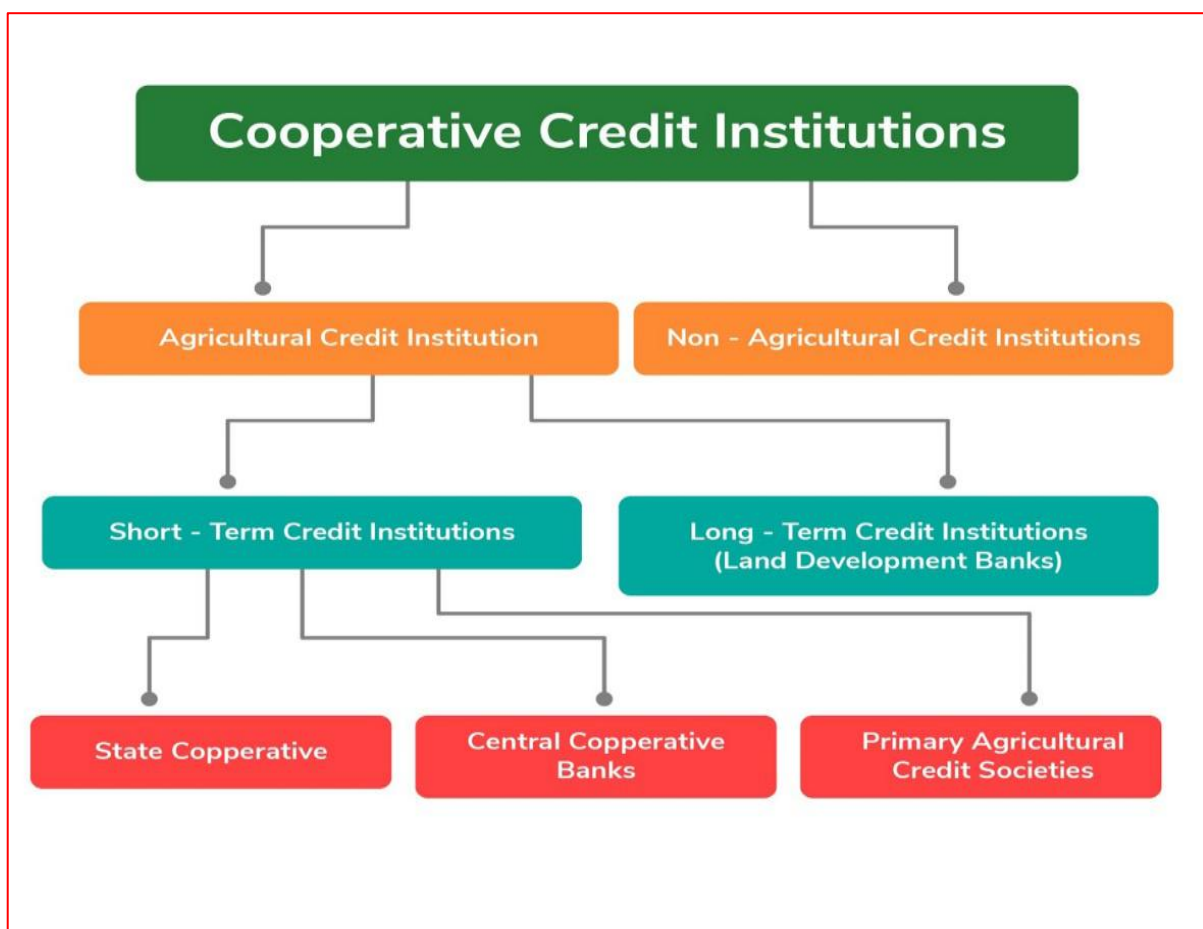 Cooperative Credit Institutions
Agricultural Credit Institution
Non - Agricultural Credit Institutions
Short - Term Credit Institutions
Long - Term Credit Institutions
(Land Development Banks)
State Copperative
Central Copperative
Banks
Primary Agricultural
Credit Societies